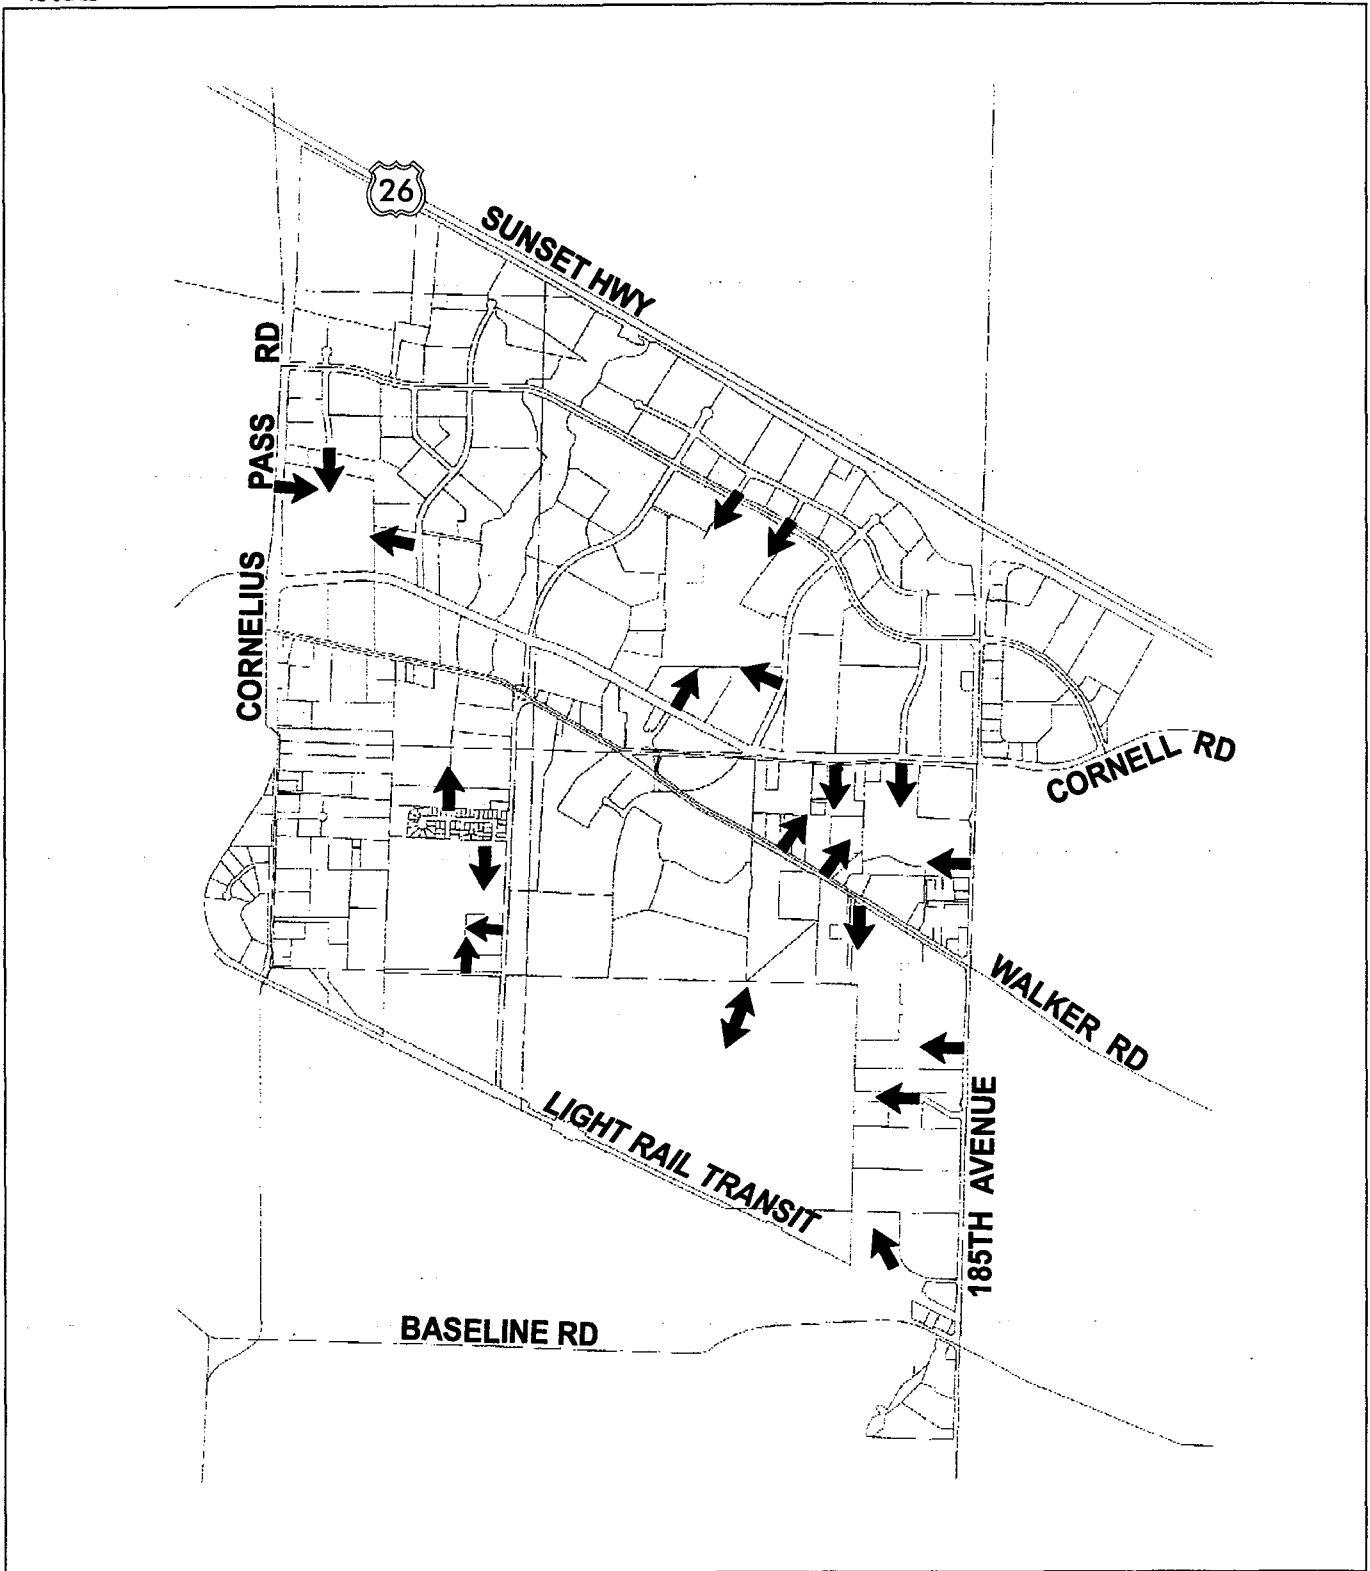 26
SUNSET HWY
CORNELIUS PASS RD
CORNELL RD
WALKER RD
LIGHT RAIL TRANSIT
185TH AVENUE
BASELINE RD